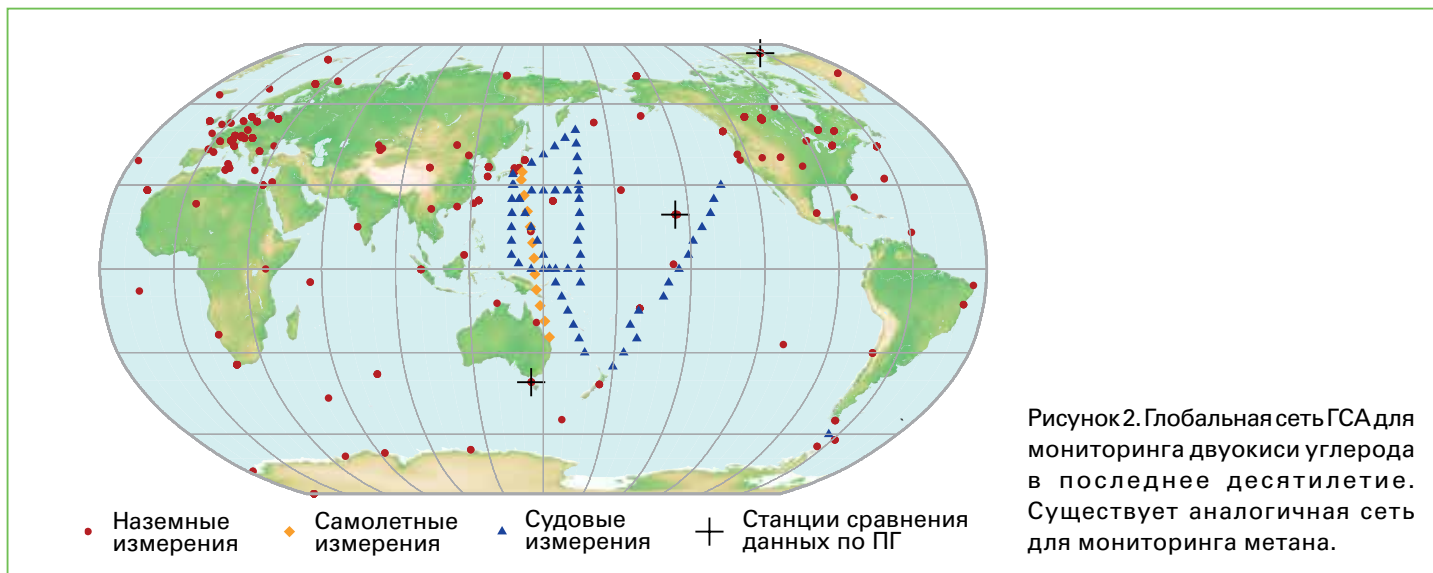 Наземные
измерения
Самолетные
измерения
Судовые
измерения
Станции сравнения
данных по ПГ
Рисунок 2. Глобальная сеть ГСА для
мониторинга двуокиси углерода
в последнее десятилетие.
Существует аналогичная сеть
для мониторинга метана.